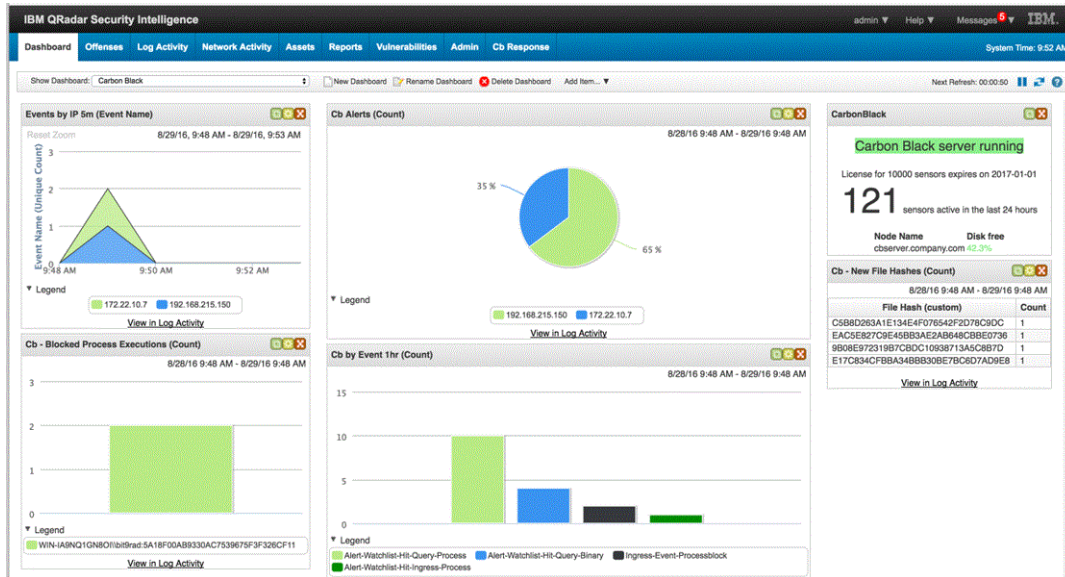 IBM QRadar Security Intelligence
admin ▼ Help ▼ Messages 5 ▼ IBM.
Dashboard Offenses Log Activity Network Activity Assets Reports Vulnerabilities Admin Cb Response
System Time: 9:52 AM
Show Dashboard: Carbon Black
New Dashboard Rename Dashboard Delete Dashboard Add Item... ▼
Next Refresh: 00:00:50
Events by IP 5m (Event Name)
Reset Zoom
8/29/16, 9:48 AM - 8/29/16, 9:53 AM
Event Name (Unique Count)
3
2
1
0
9:48 AM 9:50 AM 9:52 AM
▼ Legend
172.22.10.7 192.168.215.150
View in Log Activity
Cb - Blocked Process Executions (Count)
8/28/16 9:48 AM - 8/29/16 9:48 AM
3
2
1
0
▼ Legend
WIN-IA9NQ1GN8OI\\bit9rad:5A18F00AB9330AC7539675F3F326CF11
View in Log Activity
Cb Alerts (Count)
8/28/16 9:48 AM - 8/29/16 9:48 AM
35 %
65 %
▼ Legend
192.168.215.150 172.22.10.7
View in Log Activity
Cb by Event 1hr (Count)
8/28/16 9:48 AM - 8/29/16 9:48 AM
15
10
5
0
▼ Legend
Alert-Watchlist-Hit-Query-Process Alert-Watchlist-Hit-Query-Binary Ingress-Event-Processblock
Alert-Watchlist-Hit-Ingress-Process
View in Log Activity
CarbonBlack
Carbon Black server running
License for 10000 sensors expires on 2017-01-01
121 sensors active in the last 24 hours
Node Name Disk free
cbserver.company.com 42.3%
Cb - New File Hashes (Count)
8/28/16 9:48 AM - 8/29/16 9:48 AM
File Hash (custom) Count
C5B8D263A1E134E4F076542F2D78C9DC 1
EAC5E827C9E45BB3AE2AB648CBBE0736 1
9B08E972319B7CBDC10938713A5C8B7D 1
E17C834CFBBA34BBB30BE7BC6D7AD9E8 1
View in Log Activity